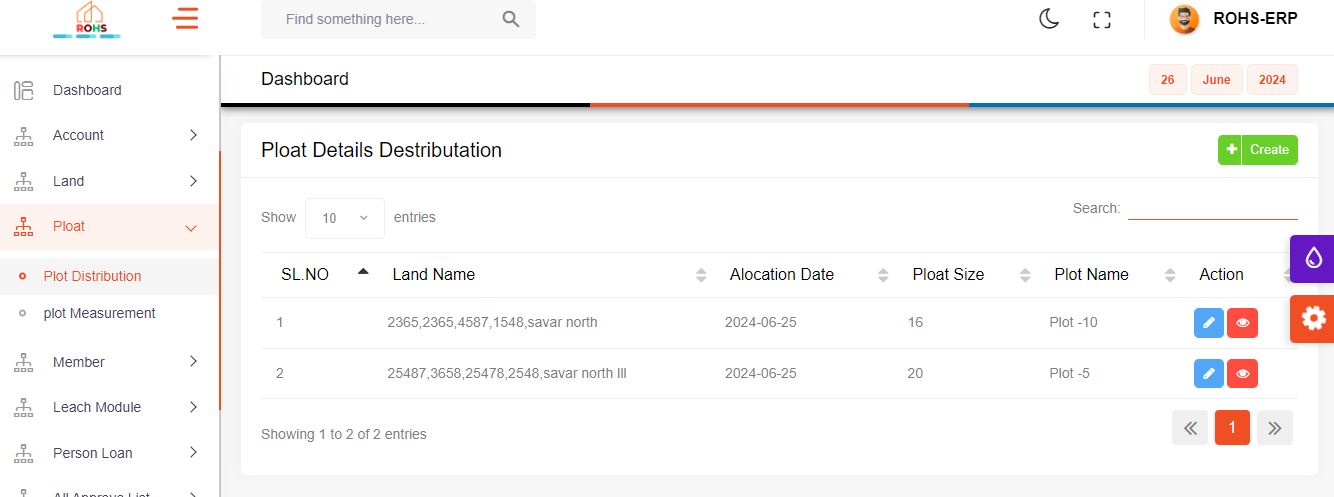 ROHS
Find something here...
ROHS-ERP
Dashboard
Account
Land
Ploat
Plot Distribution
plot Measurement
Member
Leach Module
Person Loan
All Approve List
Dashboard
26 June 2024
Ploat Details Destributation
Create
Show 10 entries
Search:
SL.NO Land Name Alocation Date Ploat Size Plot Name Action
1 2365,2365,4587,1548,savar north 2024-06-25 16 Plot -10
2 25487,3658,25478,2548,savar north III 2024-06-25 20 Plot -5
Showing 1 to 2 of 2 entries
1